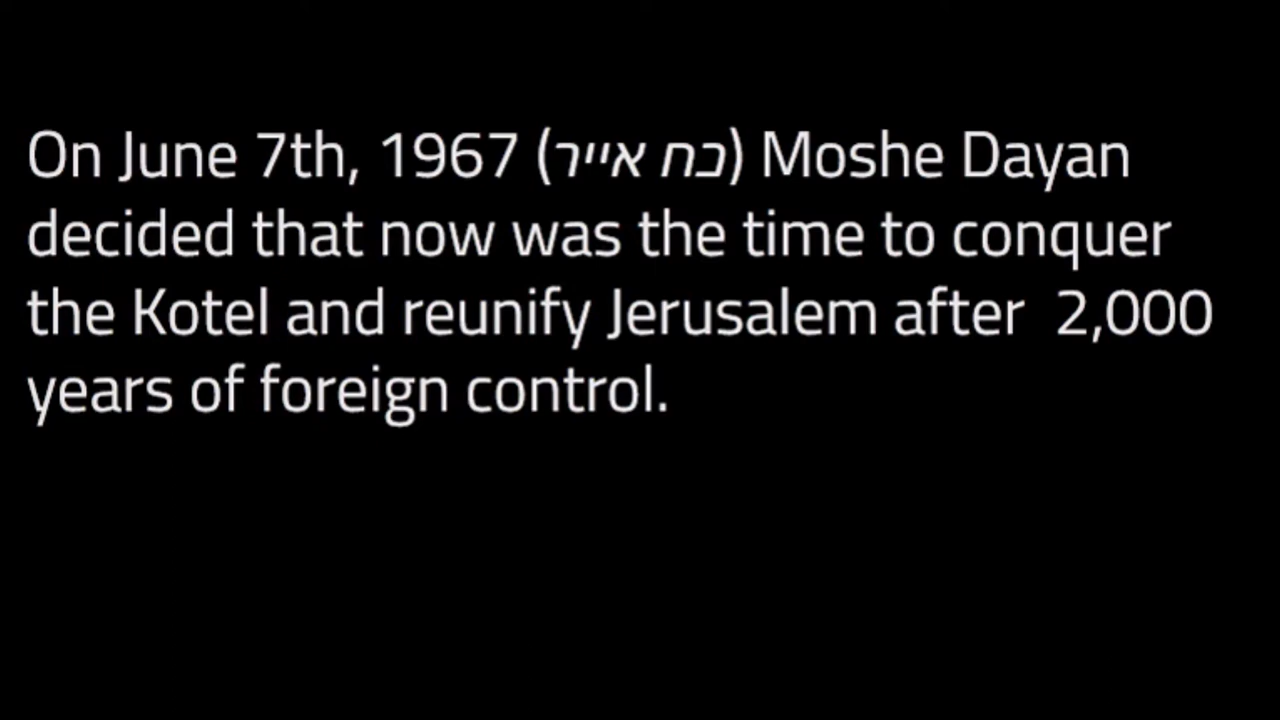 On June 7th, 1967 (כח אייר) Moshe Dayan
decided that now was the time to conquer
the Kotel and reunify Jerusalem after  2,000
years of foreign control.